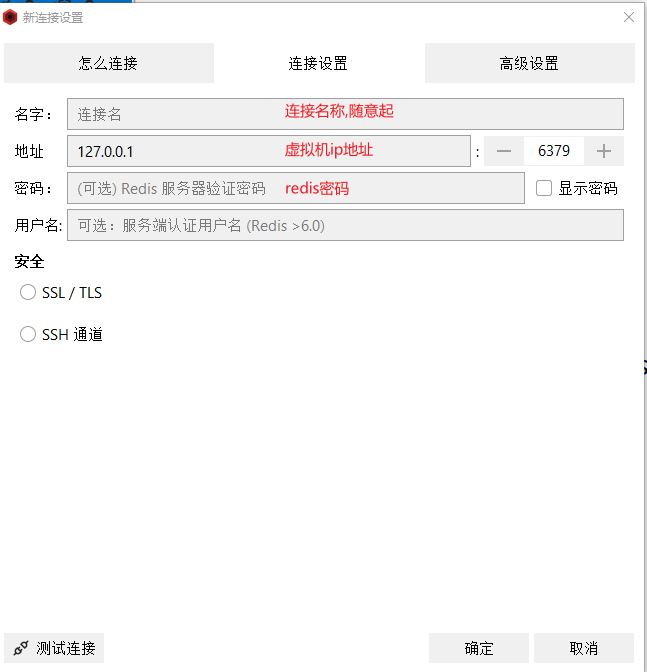 新连接设置
怎么连接 连接设置 高级设置
名字： 连接名 连接名称,随意起
地址 127.0.0.1 虚拟机ip地址 : 6379
密码： (可选) Redis 服务器验证密码 redis密码 显示密码
用户名: 可选：服务端认证用户名 (Redis >6.0)
安全
SSL / TLS
SSH 通道
测试连接 确定 取消